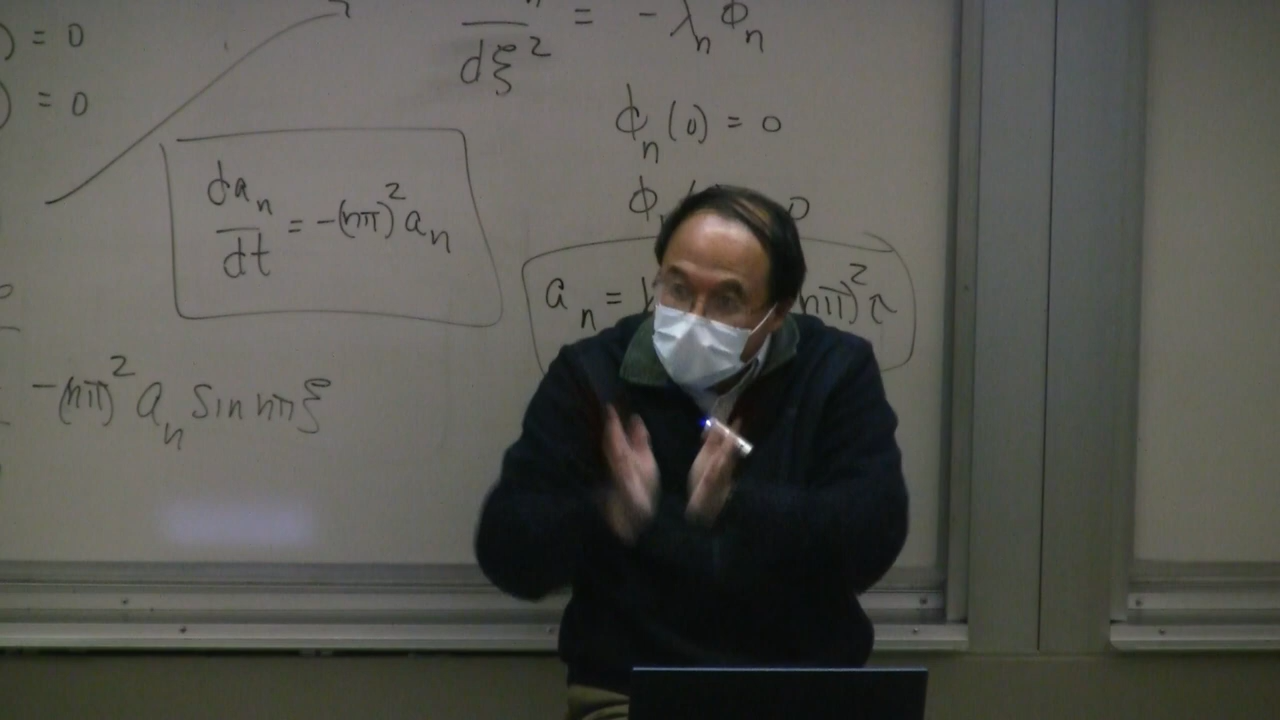 ) = 0
) = 0
dξ² = - λₙ ϕₙ
ϕₙ(0) = 0
ϕ 0
daₙ/dt = -(nπ)² aₙ
aₙ = nπ)² τ
-(nπ)² aₙ Sin nπξ